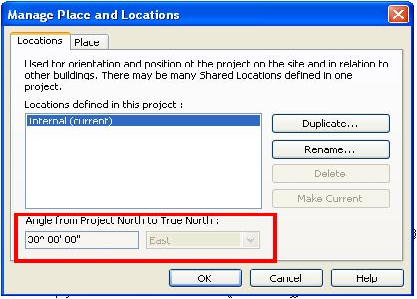 Manage Place and Locations
Locations
Place
Used for orientation and position of the project on the site and in relation to
other buildings. There may be many Shared Locations defined in one
project.
Locations defined in this project :
Internal (current)
Duplicate...
Rename...
Delete
Make Current
Angle from Project North to True North :
00° 00' 00"
East
OK
Cancel
Help